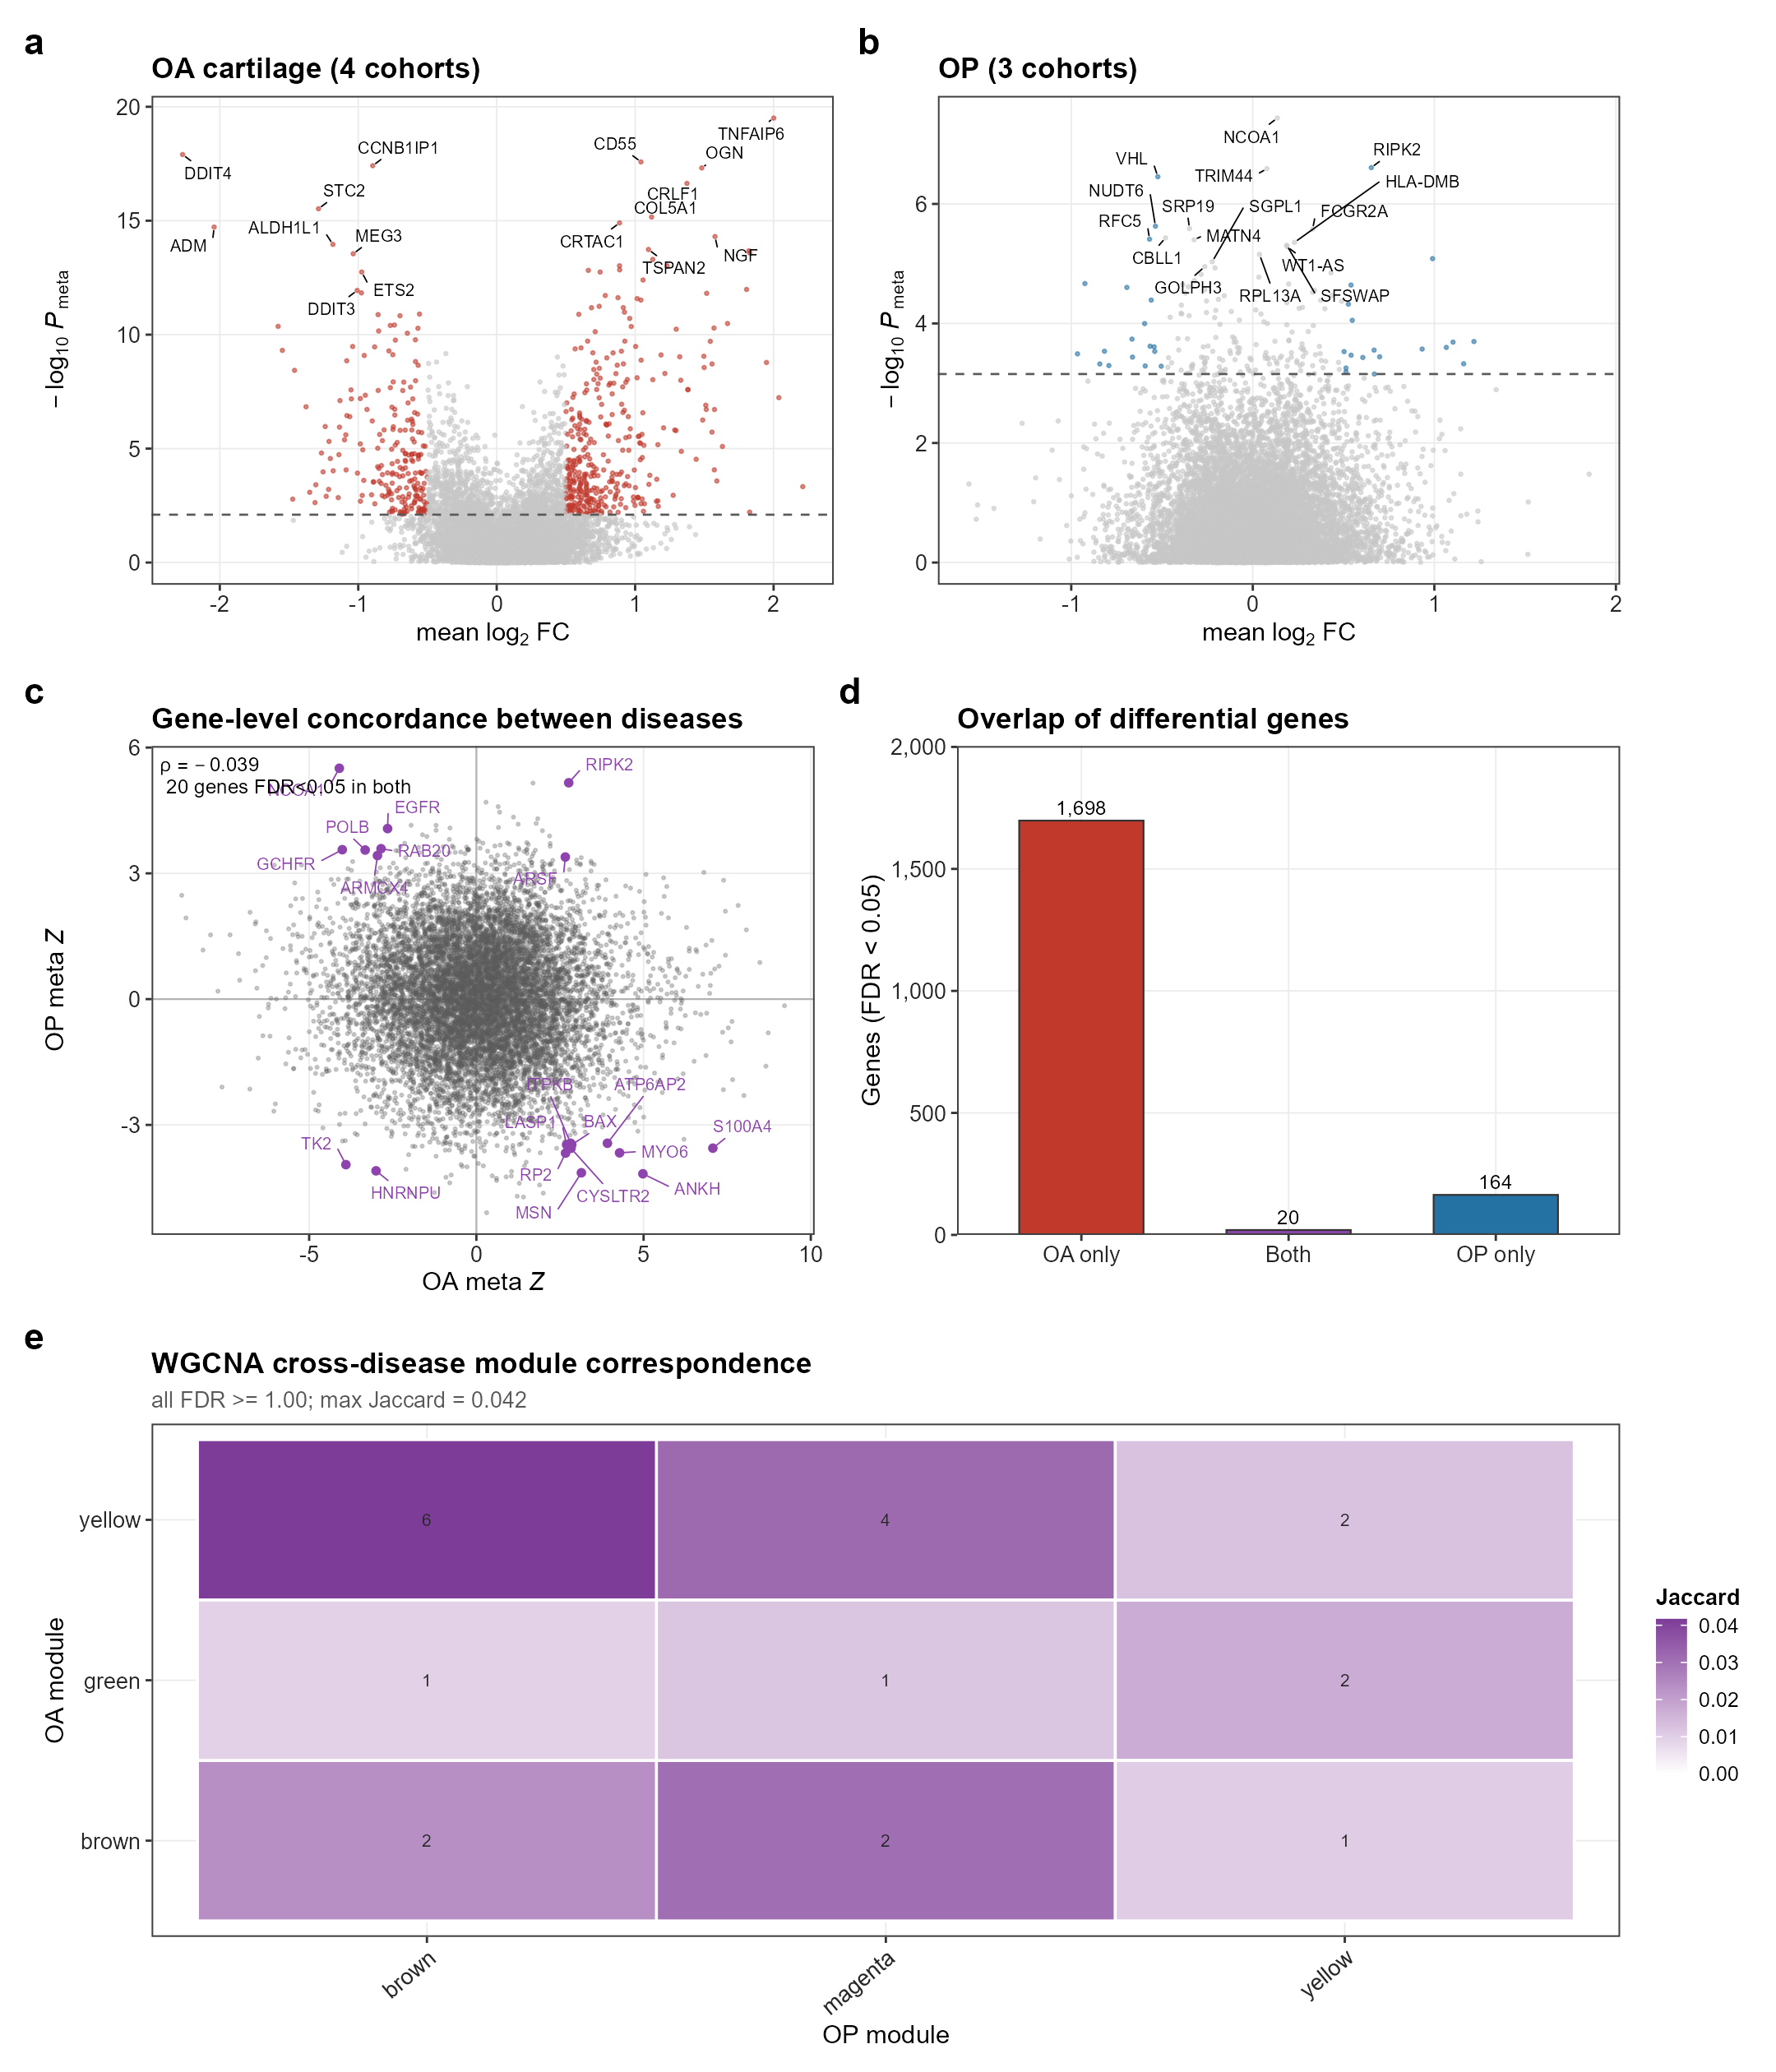 a
OA cartilage (4 cohorts)
20
15
10
5
0
− log10 Pmeta
TNFAIP6
CD55
OGN
CCNB1IP1
DDIT4
STC2
CRLF1
COL5A1
ALDH1L1
MEG3
ADM
CRTAC1
NGF
TSPAN2
ETS2
DDIT3
-2
-1
0
1
2
mean log2 FC
b
OP (3 cohorts)
6
4
2
0
− log10 Pmeta
NCOA1
RIPK2
VHL
TRIM44
HLA-DMB
NUDT6
SRP19
SGPL1
FCGR2A
RFC5
MATN4
CBLL1
WT1-AS
GOLPH3
RPL13A
SFSWAP
-1
0
1
2
mean log2 FC
c
Gene-level concordance between diseases
6
3
0
-3
OP meta Z
ρ = − 0.039
20 genes FDR<0.05 in both
NCOA1
RIPK2
EGFR
POLB
RAB20
GCHFR
ARMCX4
ARSF
ITPKB
ATP6AP2
LASP1
BAX
S100A4
TK2
MYO6
RP2
HNRNPU
CYSLTR2
ANKH
MSN
-5
0
5
10
OA meta Z
d
Overlap of differential genes
2,000
1,500
1,000
500
0
Genes (FDR < 0.05)
1,698
20
164
OA only
Both
OP only
e
WGCNA cross-disease module correspondence
all FDR >= 1.00; max Jaccard = 0.042
OA module
yellow
6
4
2
green
1
1
2
brown
2
2
1
brown
magenta
yellow
OP module
Jaccard
0.04
0.03
0.02
0.01
0.00